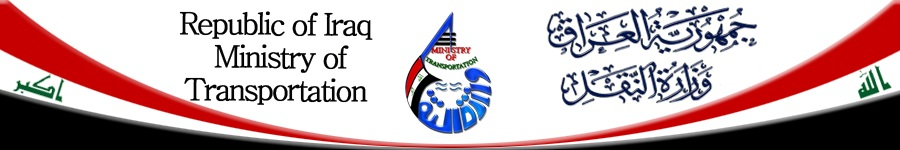 Republic of Iraq
Ministry of
Transportation
MINISTRY
OF
TRANSPORTATION
جمهورية العراق
وزارة النقل
الله
اكبر